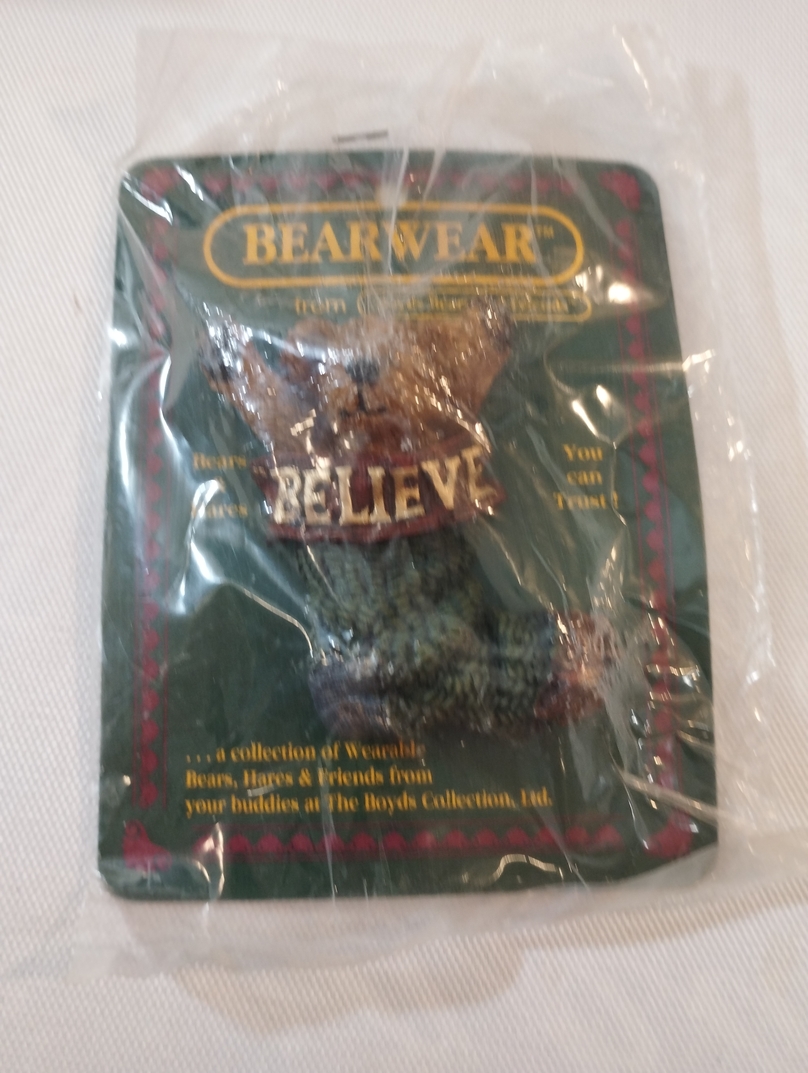 BEARWEAR™
from
Bears
BELIEVE
You
can
Trust!
. . . a collection of Wearable
Bears, Hares & Friends from
your buddies at The Boyds Collection, Ltd.